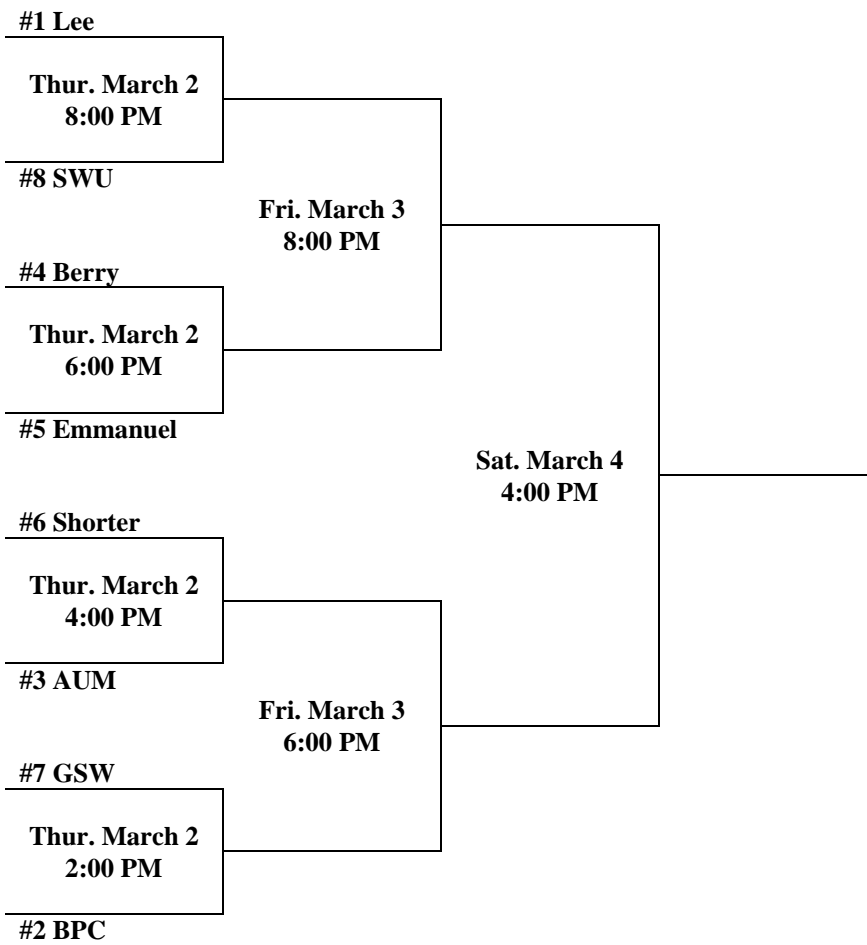 #1 Lee
Thur. March 2
8:00 PM
#8 SWU
Fri. March 3
8:00 PM
#4 Berry
Thur. March 2
6:00 PM
#5 Emmanuel
Sat. March 4
4:00 PM
#6 Shorter
Thur. March 2
4:00 PM
#3 AUM
Fri. March 3
6:00 PM
#7 GSW
Thur. March 2
2:00 PM
#2 BPC